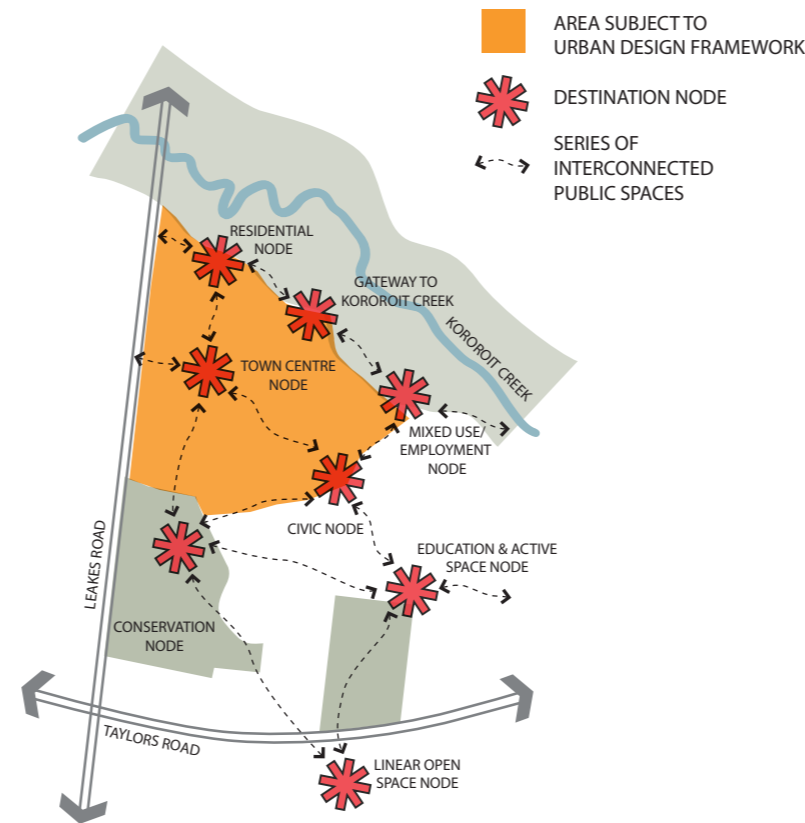 AREA SUBJECT TO
URBAN DESIGN FRAMEWORK
DESTINATION NODE
SERIES OF
INTERCONNECTED
PUBLIC SPACES
RESIDENTIAL
NODE
GATEWAY TO
KOROROIT CREEK
KOROROIT CREEK
TOWN CENTRE
NODE
MIXED USE/
EMPLOYMENT
NODE
CIVIC NODE
EDUCATION & ACTIVE
SPACE NODE
LEAKES ROAD
CONSERVATION
NODE
TAYLORS ROAD
LINEAR OPEN
SPACE NODE